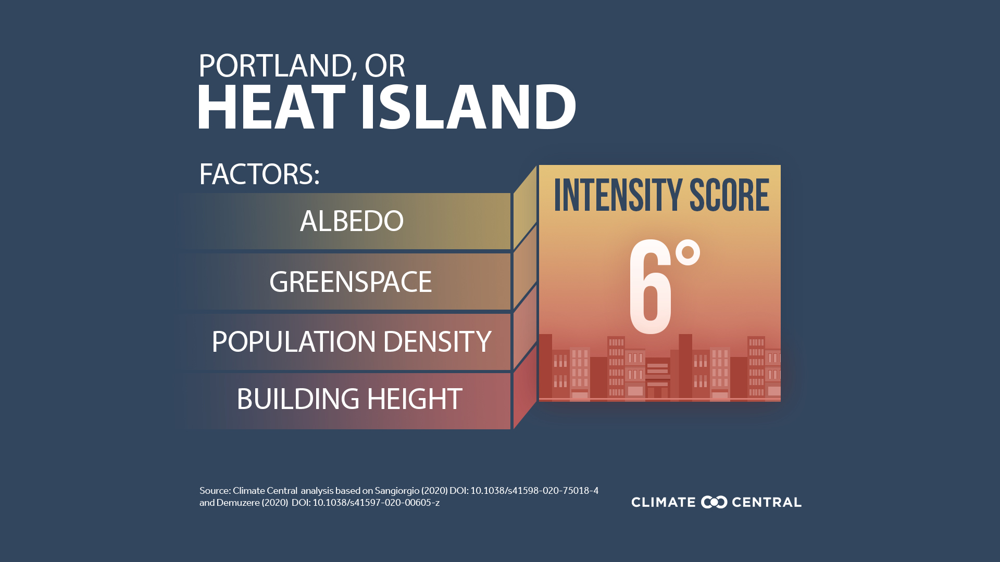 PORTLAND, OR
HEAT ISLAND
FACTORS:
ALBEDO
GREENSPACE
POPULATION DENSITY
BUILDING HEIGHT
INTENSITY SCORE
6°
Source: Climate Central analysis based on Sangiorgio (2020) DOI: 10.1038/s41598-020-75018-4
and Demuzere (2020) DOI: 10.1038/s41597-020-00605-z
CLIMATE CENTRAL